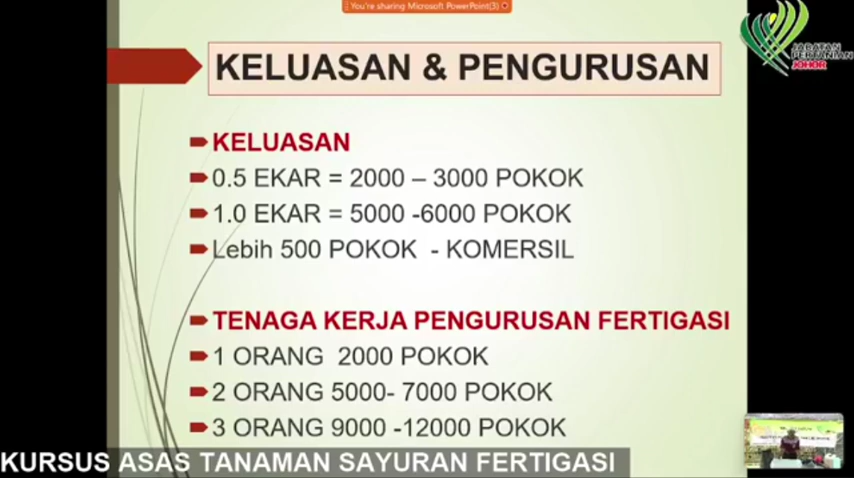 You're sharing Microsoft PowerPoint(3)
JABATAN
PERTANIAN
JOHOR
KELUASAN & PENGURUSAN
KELUASAN
0.5 EKAR = 2000 – 3000 POKOK
1.0 EKAR = 5000 -6000 POKOK
Lebih 500 POKOK - KOMERSIL
TENAGA KERJA PENGURUSAN FERTIGASI
1 ORANG 2000 POKOK
2 ORANG 5000- 7000 POKOK
3 ORANG 9000 -12000 POKOK
KURSUS ASAS TANAMAN SAYURAN FERTIGASI